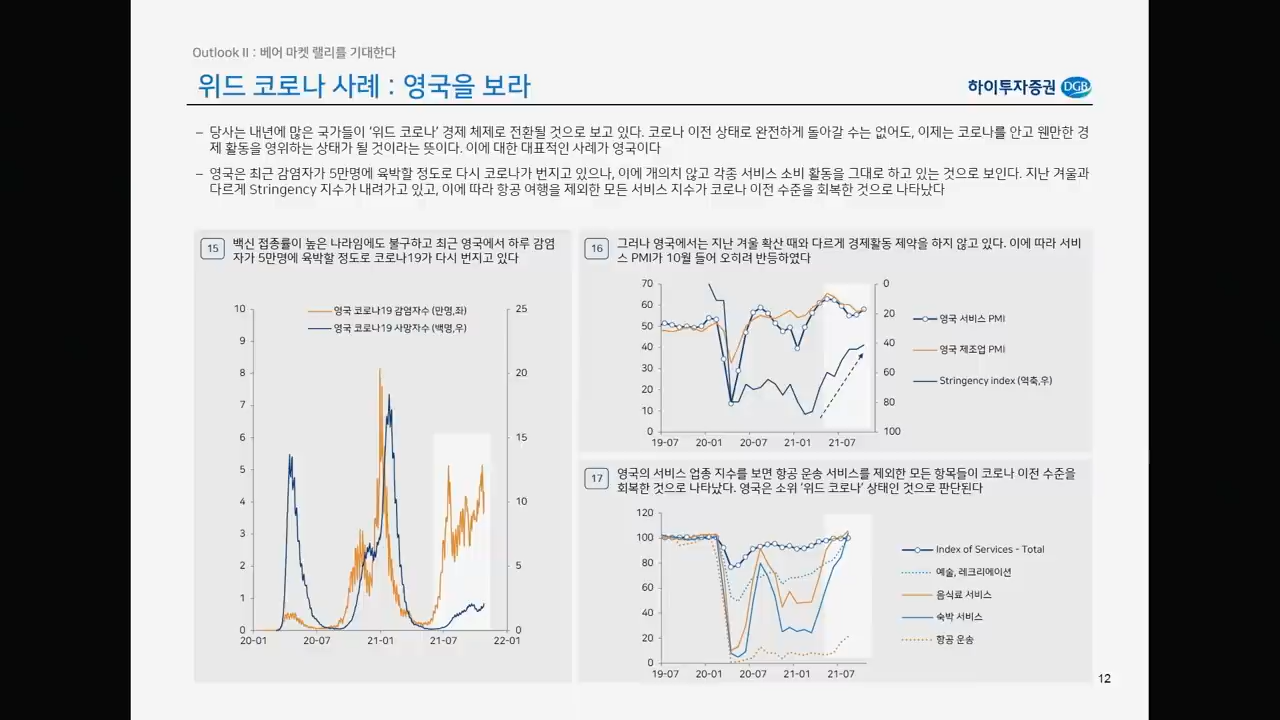 Outlook II : 베어 마켓 랠리를 기대한다
위드 코로나 사례 : 영국을 보라
하이투자증권 DGB
– 당사는 내년에 많은 국가들이 ‘위드 코로나’ 경제 체제로 전환될 것으로 보고 있다. 코로나 이전 상태로 완전하게 돌아갈 수는 없어도, 이제는 코로나를 안고 웬만한 경
제 활동을 영위하는 상태가 될 것이라는 뜻이다. 이에 대한 대표적인 사례가 영국이다
– 영국은 최근 감염자가 5만명에 육박할 정도로 다시 코로나가 번지고 있으나, 이에 개의치 않고 각종 서비스 소비 활동을 그대로 하고 있는 것으로 보인다. 지난 겨울과
다르게 Stringency 지수가 내려가고 있고, 이에 따라 항공 여행을 제외한 모든 서비스 지수가 코로나 이전 수준을 회복한 것으로 나타났다
15 백신 접종률이 높은 나라임에도 불구하고 최근 영국에서 하루 감염
자가 5만명에 육박할 정도로 코로나19가 다시 번지고 있다
영국 코로나19 감염자수 (만명,좌)
영국 코로나19 사망자수 (백명,우)
10
9
8
7
6
5
4
3
2
1
0
25
20
15
10
5
0
20-01 20-07 21-01 21-07 22-01
16 그러나 영국에서는 지난 겨울 확산 때와 다르게 경제활동 제약을 하지 않고 있다. 이에 따라 서비
스 PMI가 10월 들어 오히려 반등하였다
70
60
50
40
30
20
10
0
0
20
40
60
80
100
19-07 20-01 20-07 21-01 21-07
영국 서비스 PMI
영국 제조업 PMI
Stringency index (역축,우)
17 영국의 서비스 업종 지수를 보면 항공 운송 서비스를 제외한 모든 항목들이 코로나 이전 수준을
회복한 것으로 나타났다. 영국은 소위 ‘위드 코로나’ 상태인 것으로 판단된다
120
100
80
60
40
20
0
19-07 20-01 20-07 21-01 21-07
Index of Services - Total
예술, 레크리에이션
음식료 서비스
숙박 서비스
항공 운송
12